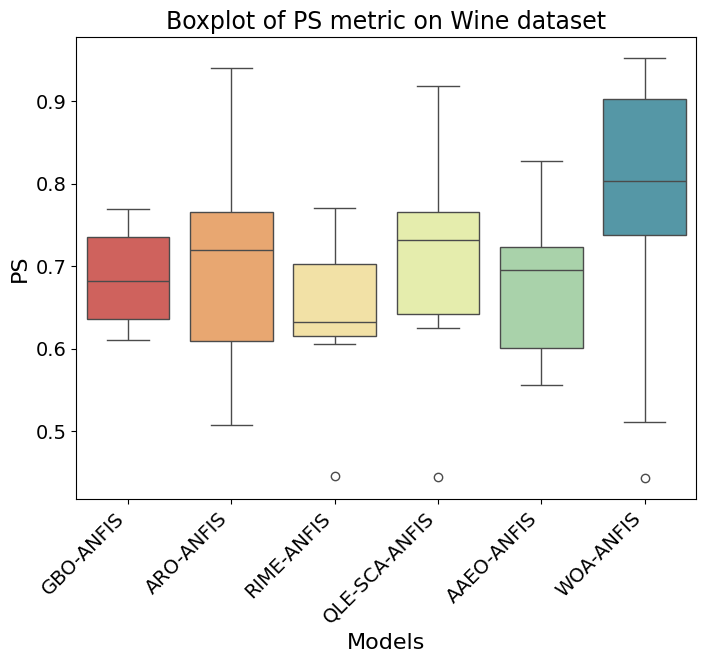 Boxplot of PS metric on Wine dataset
0.9
0.8
0.7
0.6
0.5
PS
GBO-ANFIS
ARO-ANFIS
RIME-ANFIS
QLE-SCA-ANFIS
AAEO-ANFIS
WOA-ANFIS
Models